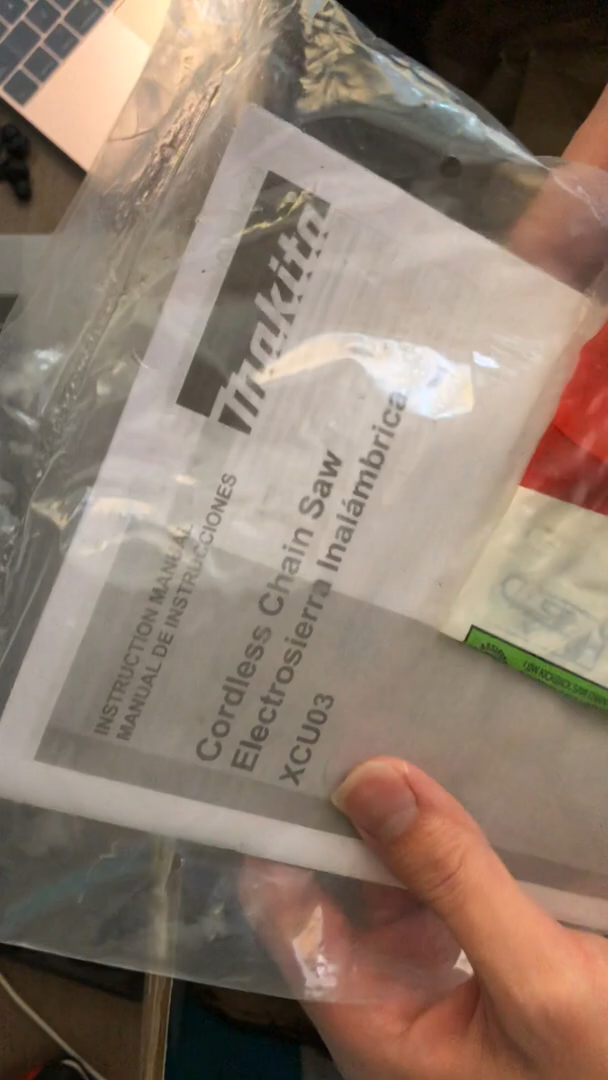 Makita
INSTRUCTION MANUAL
MANUAL DE INSTRUCCIONES
Cordless Chain Saw
Electrosierra Inalámbrica
XCU03